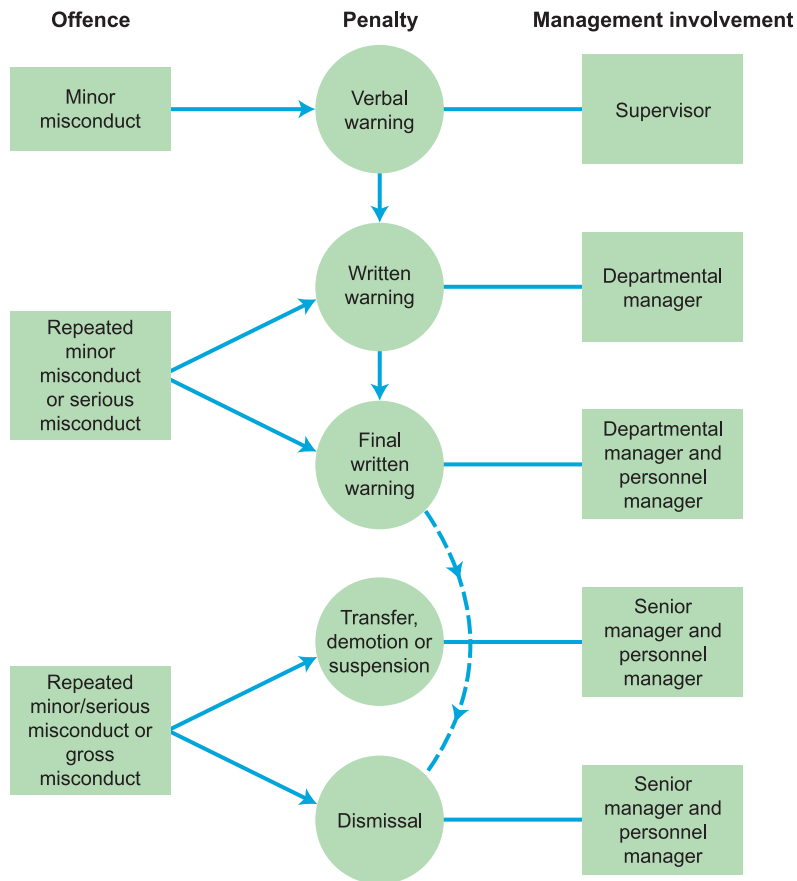 Offence
Penalty
Management involvement
Minor
misconduct
Verbal
warning
Supervisor
Written
warning
Departmental
manager
Repeated
minor
misconduct
or serious
misconduct
Final
written
warning
Departmental
manager and
personnel
manager
Transfer,
demotion or
suspension
Senior
manager and
personnel
manager
Repeated
minor/serious
misconduct or
gross
misconduct
Dismissal
Senior
manager and
personnel
manager